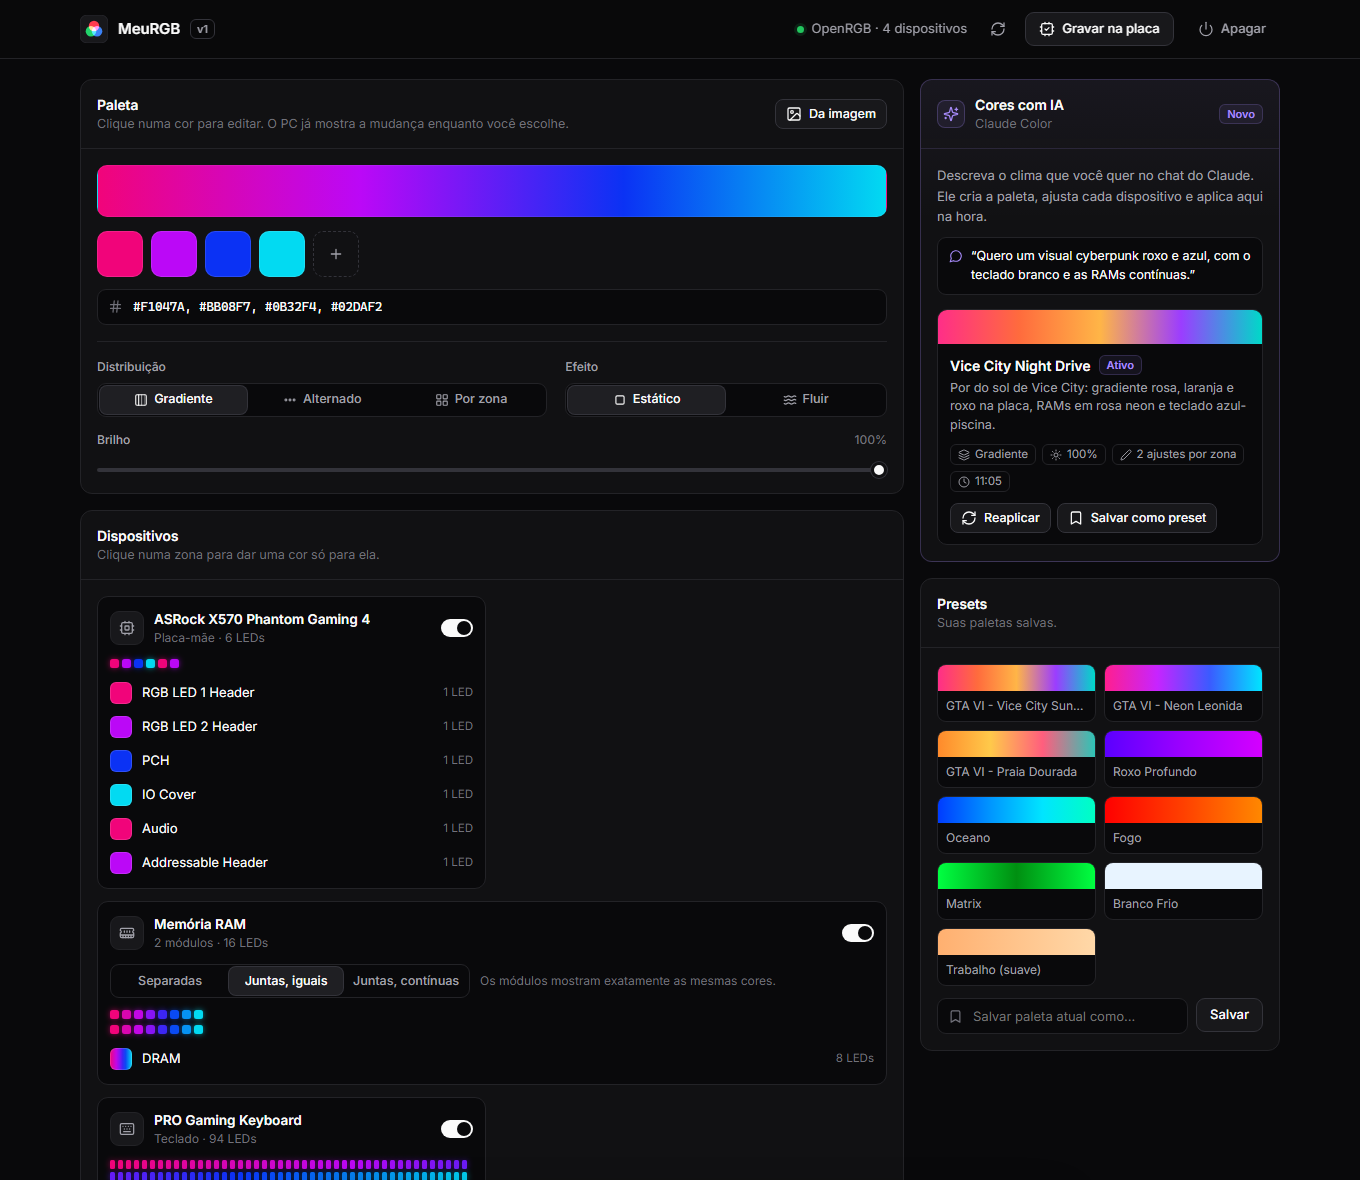 MeuRGB v1
OpenRGB · 4 dispositivos
Gravar na placa
Apagar
Paleta
Clique numa cor para editar. O PC já mostra a mudança enquanto você escolhe.
Da imagem
+
# #F1047A, #BB08F7, #0B32F4, #02DAF2
Distribuição
Gradiente
Alternado
Por zona
Efeito
Estático
Fluir
Brilho
100%
Dispositivos
Clique numa zona para dar uma cor só para ela.
ASRock X570 Phantom Gaming 4
Placa-mãe · 6 LEDs
RGB LED 1 Header 1 LED
RGB LED 2 Header 1 LED
PCH 1 LED
IO Cover 1 LED
Audio 1 LED
Addressable Header 1 LED
Memória RAM
2 módulos · 16 LEDs
Separadas
Juntas, iguais
Juntas, contínuas
Os módulos mostram exatamente as mesmas cores.
DRAM 8 LEDs
PRO Gaming Keyboard
Teclado · 94 LEDs
Cores com IA
Claude Color
Novo
Descreva o clima que você quer no chat do Claude.
Ele cria a paleta, ajusta cada dispositivo e aplica aqui
na hora.
“Quero um visual cyberpunk roxo e azul, com o
teclado branco e as RAMs contínuas.”
Vice City Night Drive Ativo
Por do sol de Vice City: gradiente rosa, laranja e
roxo na placa, RAMs em rosa neon e teclado azul-
piscina.
Gradiente
100%
2 ajustes por zona
11:05
Reaplicar
Salvar como preset
Presets
Suas paletas salvas.
GTA VI - Vice City Sun...
GTA VI - Neon Leonida
GTA VI - Praia Dourada
Roxo Profundo
Oceano
Fogo
Matrix
Branco Frio
Trabalho (suave)
Salvar paleta atual como...
Salvar